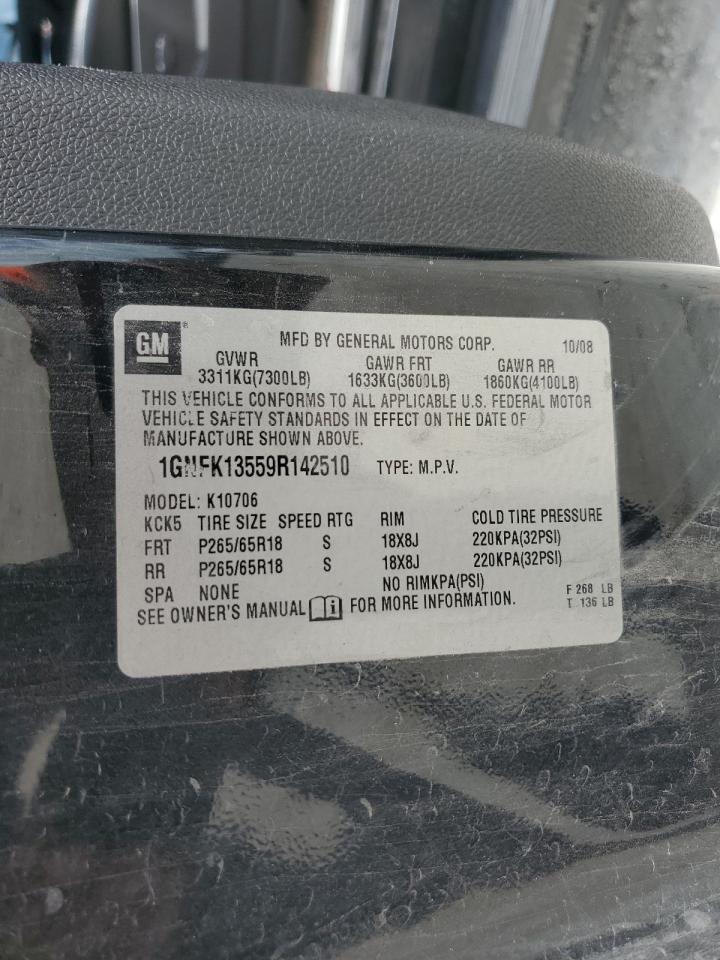 GM ® MFD BY GENERAL MOTORS CORP. 10/08
GVWR GAWR FRT GAWR RR
3311KG(7300LB) 1633KG(3600LB) 1860KG(4100LB)
THIS VEHICLE CONFORMS TO ALL APPLICABLE U.S. FEDERAL MOTOR
VEHICLE SAFETY STANDARDS IN EFFECT ON THE DATE OF
MANUFACTURE SHOWN ABOVE.
1GNFK13559R142510 TYPE: M.P.V.
MODEL: K10706
KCK5 TIRE SIZE SPEED RTG RIM COLD TIRE PRESSURE
FRT P265/65R18 S 18X8J 220KPA(32PSI)
RR P265/65R18 S 18X8J 220KPA(32PSI)
SPA NONE NO RIMKPA(PSI) F 268 LB
SEE OWNER'S MANUAL i FOR MORE INFORMATION. T 136 LB